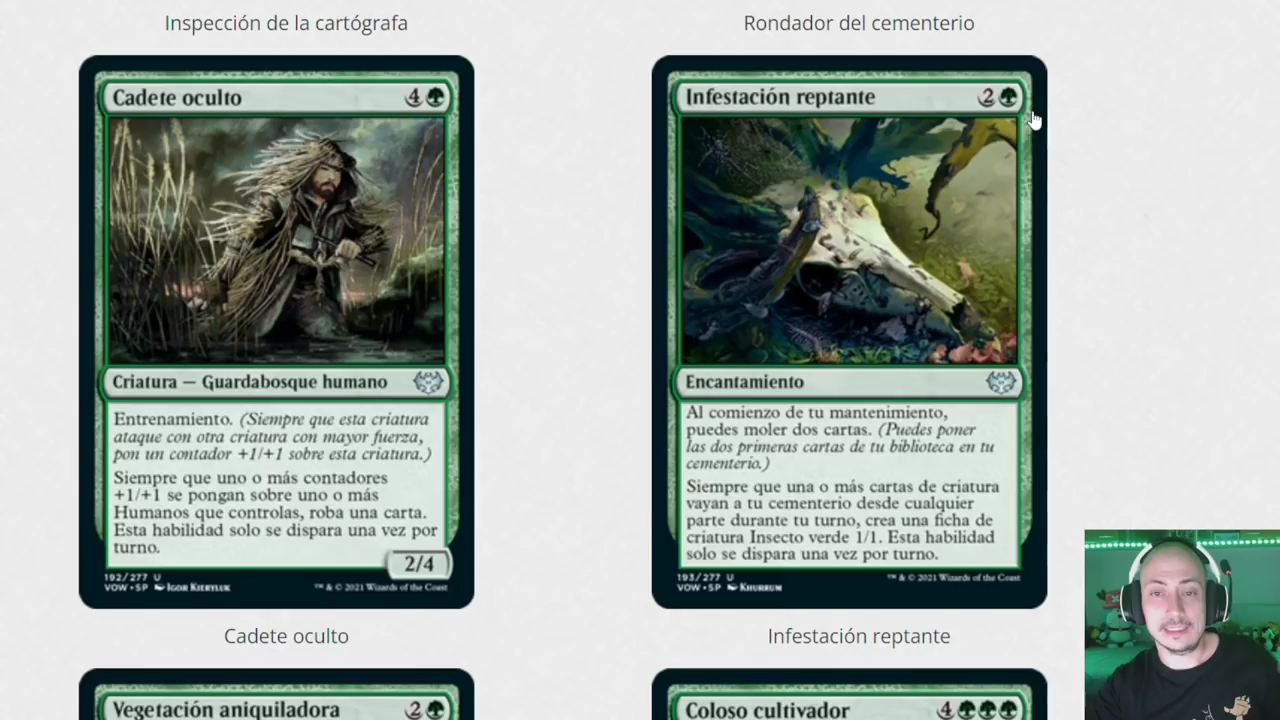 Inspección de la cartógrafa
Rondador del cementerio
Cadete oculto 4
Criatura — Guardabosque humano
Entrenamiento. (Siempre que esta criatura
ataque con otra criatura con mayor fuerza,
pon un contador +1/+1 sobre esta criatura.)
Siempre que uno o más contadores
+1/+1 se pongan sobre uno o más
Humanos que controlas, roba una carta.
Esta habilidad solo se dispara una vez por
turno.
2/4
192/277 U
VOW • SP Igor Kieryluk
™ & © 2021 Wizards of the Coast
Cadete oculto
Infestación reptante 2
Encantamiento
Al comienzo de tu mantenimiento,
puedes moler dos cartas. (Puedes poner
las dos primeras cartas de tu biblioteca en tu
cementerio.)
Siempre que una o más cartas de criatura
vayan a tu cementerio desde cualquier
parte durante tu turno, crea una ficha de
criatura Insecto verde 1/1. Esta habilidad
solo se dispara una vez por turno.
193/277 U
VOW • SP Khurrum
™ & © 2021 Wizards of the Coast
Infestación reptante
Vegetación aniquiladora 2
Coloso cultivador 4